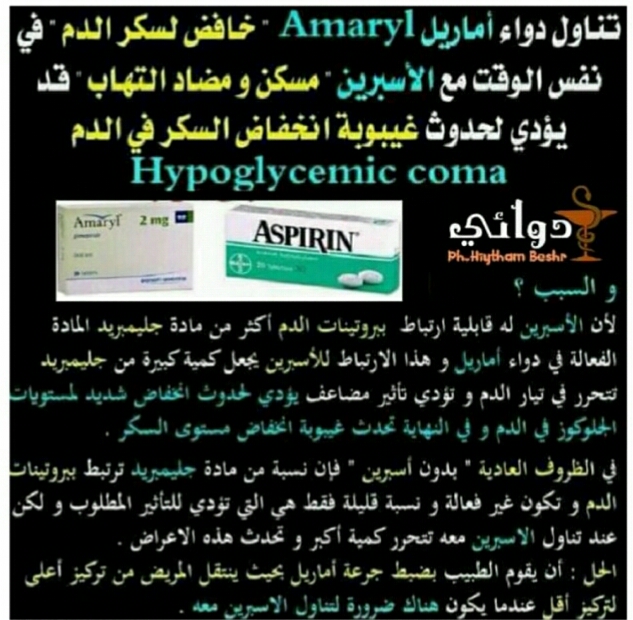 تناول دواء أماريل Amaryl " خافض لسكر الدم " في
نفس الوقت مع الأسبرين " مسكن و مضاد التهاب " قد
يؤدي لحدوث غيبوبة انخفاض السكر في الدم
Hypoglycemic coma
Amaryl 2 mg
ASPIRIN
دوائي
Ph.Hiytham Beshr
و السبب ؟
لأن الأسبرين له قابلية ارتباط ببروتينات الدم أكثر من مادة جليمبريد المادة
الفعالة في دواء أماريل و هذا الارتباط للأسبرين يجعل كمية كبيرة من جليمبريد
تتحرر في تيار الدم و تؤدي تأثير مضاعف يؤدي لحدوث انخفاض شديد لمستويات
الجلوكوز في الدم و في النهاية تحدث غيبوبة انخفاض مستوى السكر .
في الظروف العادية " بدون أسبرين " فإن نسبة من مادة جليمبريد ترتبط ببروتينات
الدم و تكون غير فعالة و نسبة قليلة فقط هي التي تؤدي للتأثير المطلوب و لكن
عند تناول الاسبرين معه تتحرر كمية أكبر و تحدث هذه الاعراض .
الحل : أن يقوم الطبيب بضبط جرعة أماريل بحيث ينتقل المريض من تركيز أعلى
لتركيز أقل عندما يكون هناك ضرورة لتناول الاسبرين معه .